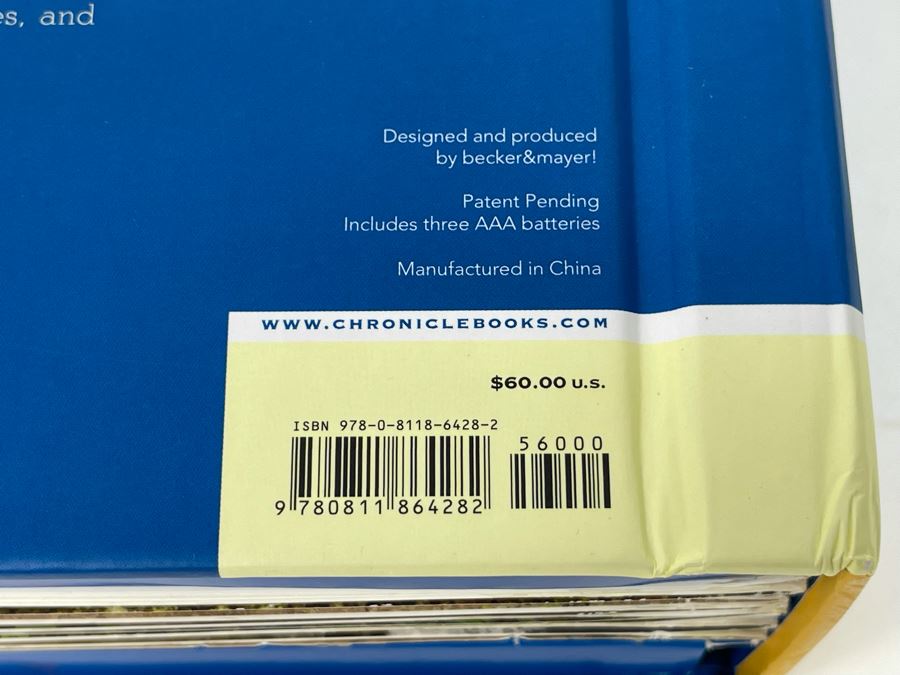 and
Designed and produced
by becker&mayer!
Patent Pending
Includes three AAA batteries
Manufactured in China
WWW.CHRONICLEBOOKS.COM
$60.00 U.S.
ISBN 978-0-8118-6428-2
56000
9 780811 864282